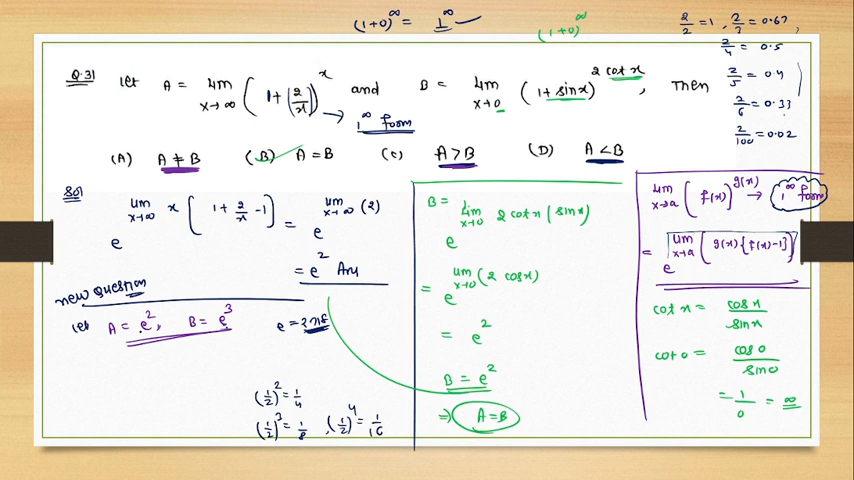 (1+0)^∞ = 1^∞
(1+0)^∞
2/2 = 1, 2/3 = 0.67,
2/4 = 0.5
2/5 = 0.4
2/6 = 0.33
2/100 = 0.02
Q.31 Let A = lim x→∞ (1+(2/x))^x and B = lim x→0 (1+sinx)^(2 cot x), Then
→ 1^∞ form
(A) A ≠ B (B) A = B (C) A > B (D) A < B
Sol
e^(lim x→∞ x[1+2/x-1]) = e^(lim x→∞ (2))
= e^2 Ans
new Question
Let A = e^2, B = e^3 e = 2.718
(1/2)^2 = 1/4
(1/2)^3 = 1/8, (1/2)^4 = 1/16
B =
e^(lim x→0 2 cot x (sin x))
= e^(lim x→0 (2 cos x))
= e^2
B = e^2
⇒ A = B
lim x→a (f(x))^g(x) → 1^∞ form
= e^(lim x→a (g(x){f(x)-1}))
cot x = cos x/sin x
cot 0 = cos 0/sin 0
= 1/0 = ∞